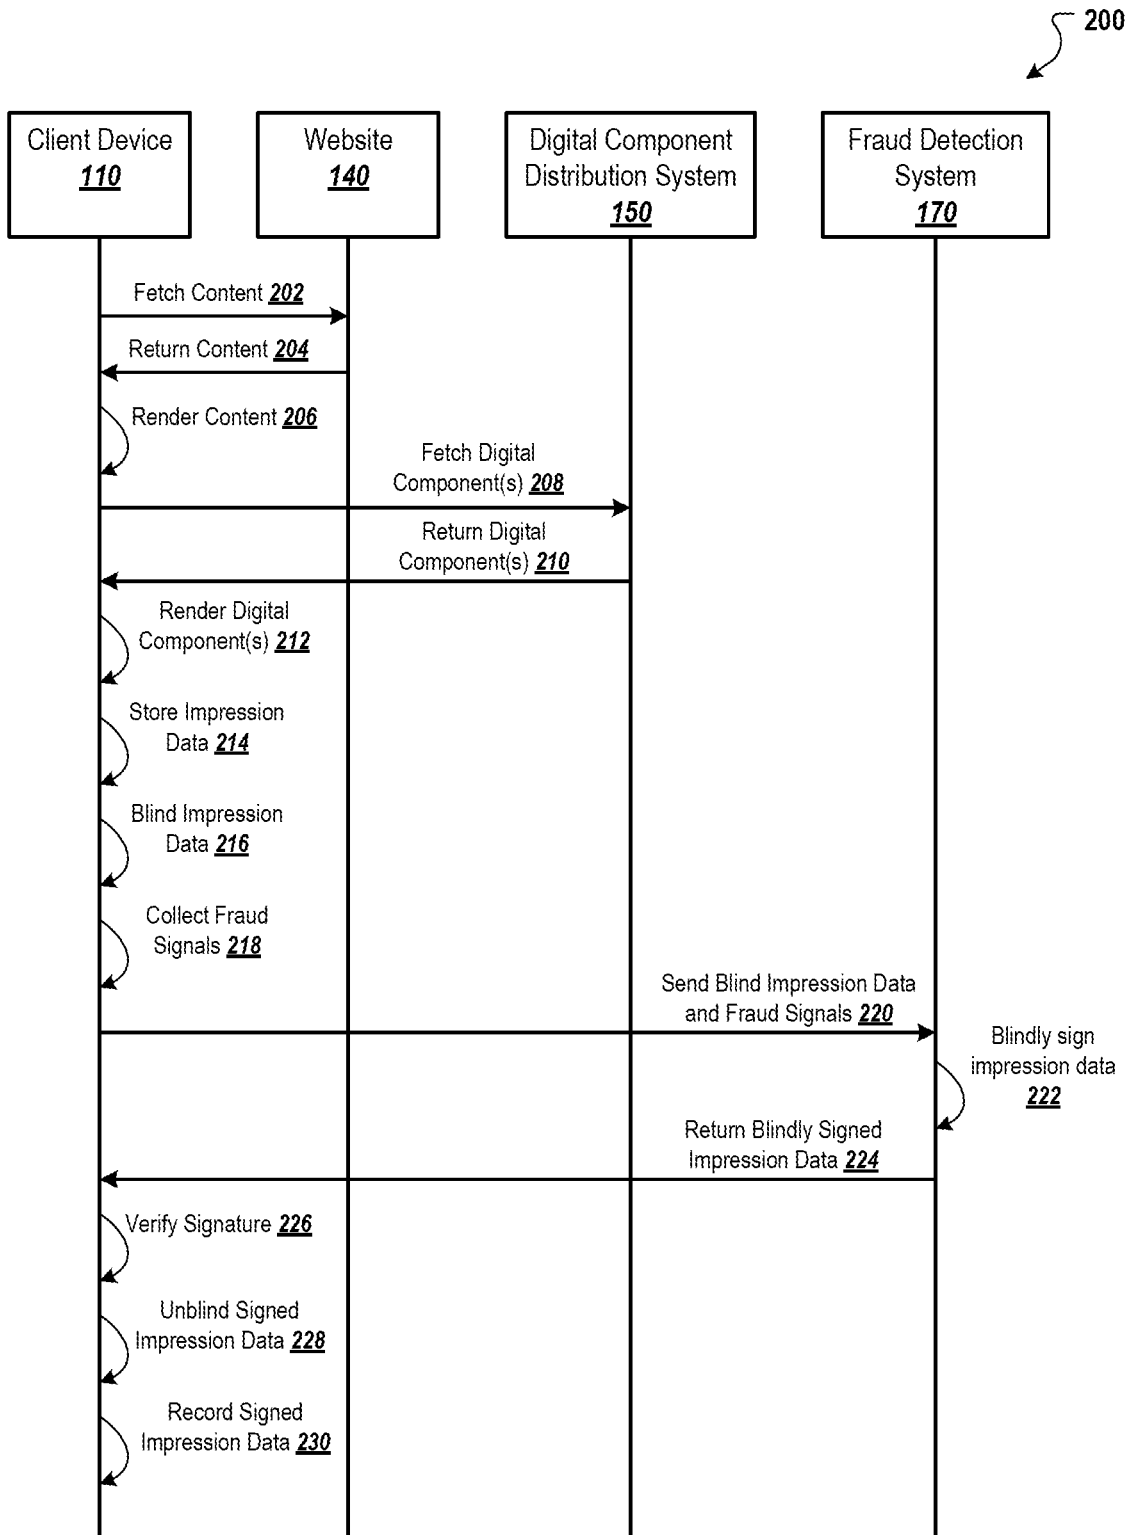 200
Client Device
110
Website
140
Digital Component
Distribution System
150
Fraud Detection
System
170
Fetch Content 202
Return Content 204
Render Content 206
Fetch Digital
Component(s) 208
Return Digital
Component(s) 210
Render Digital
Component(s) 212
Store Impression
Data 214
Blind Impression
Data 216
Collect Fraud
Signals 218
Send Blind Impression Data
and Fraud Signals 220
Blindly sign
impression data
222
Return Blindly Signed
Impression Data 224
Verify Signature 226
Unblind Signed
Impression Data 228
Record Signed
Impression Data 230